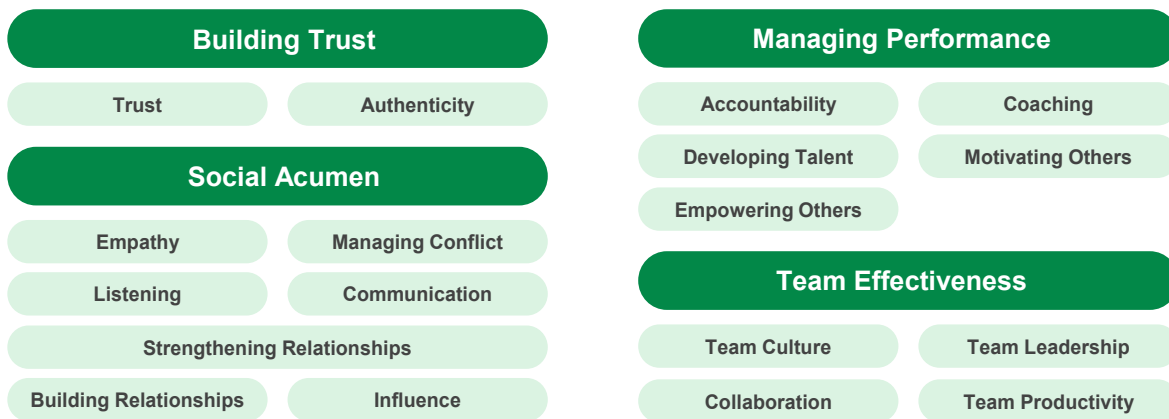 Building Trust
Trust
Authenticity
Social Acumen
Empathy
Managing Conflict
Listening
Communication
Strengthening Relationships
Building Relationships
Influence
Managing Performance
Accountability
Coaching
Developing Talent
Motivating Others
Empowering Others
Team Effectiveness
Team Culture
Team Leadership
Collaboration
Team Productivity